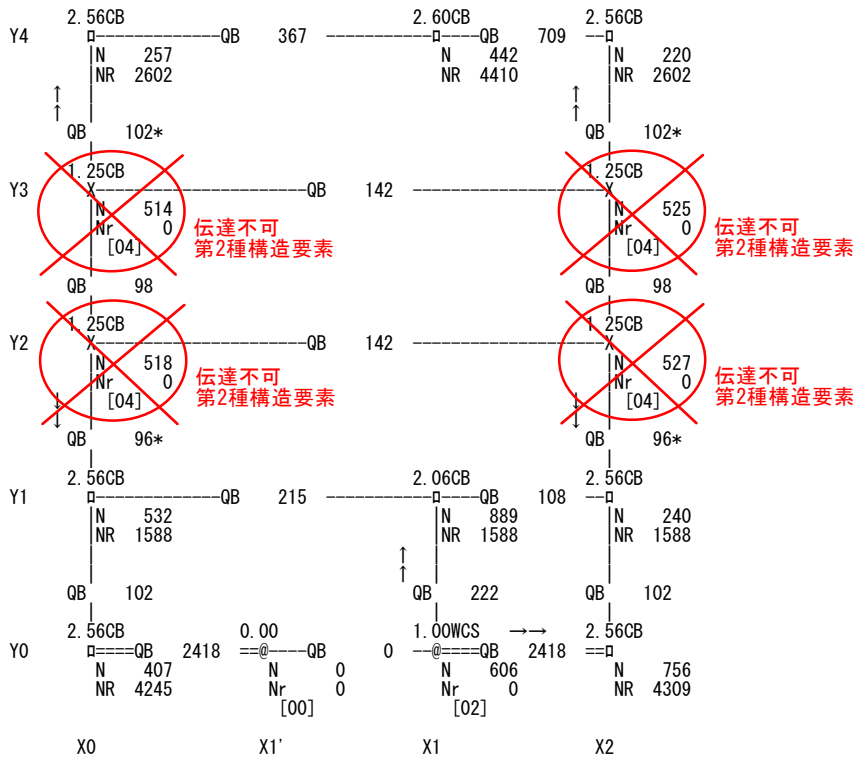 2.56CB 2.60CB 2.56CB
Y4 ロ-------------QB 367 -----------ロ----QB 709 --ロ
|N 257 |N 442 |N 220
|NR 2602 |NR 4410 |NR 2602
↑ | ↑ |
↑ | ↑ |
QB 102* QB 102*
1.25CB 1.25CB
Y3 X----------------------QB 142 --------------------X
N 514 N 525
Nr 0 伝達不可 Nr 0 伝達不可
[04] 第2種構造要素 [04] 第2種構造要素
QB 98 QB 98
1.25CB 1.25CB
Y2 X----------------------QB 142 --------------------X
N 518 N 527
Nr 0 伝達不可 Nr 0 伝達不可
↓ [04] 第2種構造要素 ↓ [04] 第2種構造要素
↓ | ↓ |
QB 96* QB 96*
2.56CB 2.06CB 2.56CB
Y1 ロ-------------QB 215 -----------ロ----QB 108 --ロ
|N 532 |N 889 |N 240
|NR 1588 |NR 1588 |NR 1588
| ↑ | |
| ↑ | |
QB 102 QB 222 QB 102
2.56CB 0.00 1.00WCS →→ 2.56CB
Y0 ロ====QB 2418 ==@----QB 0 --@====QB 2418 ==ロ
N 407 N 0 N 606 N 756
NR 4245 Nr 0 Nr 0 NR 4309
[00] [02]
X0 X1' X1 X2